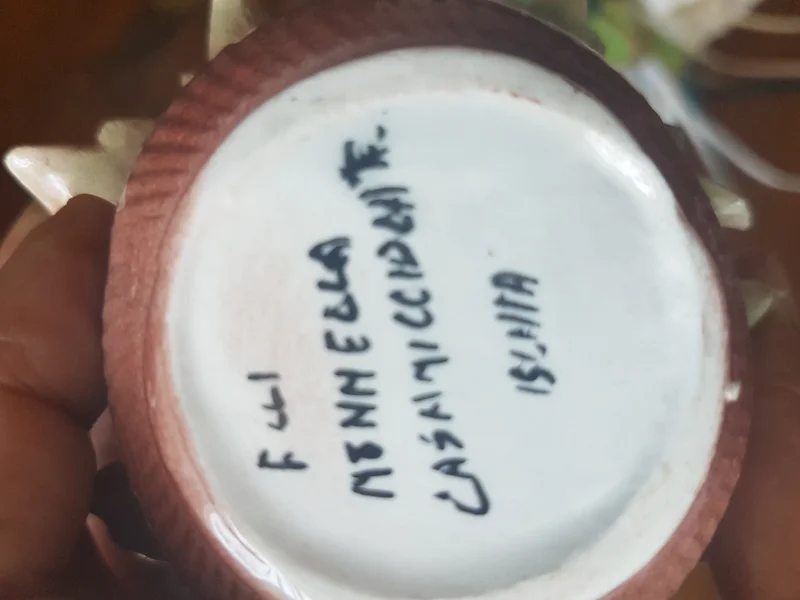 F LLI
MENNELLA
CASAMICCIOLA TE.
ISCHIA